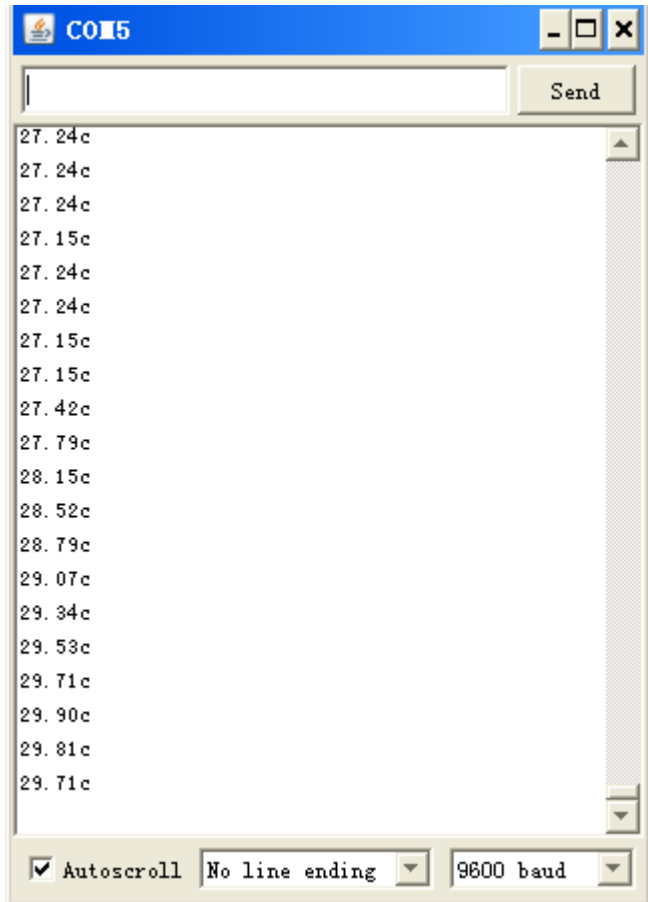 COM5
Send
27.24c
27.24c
27.24c
27.15c
27.24c
27.24c
27.15c
27.15c
27.42c
27.79c
28.15c
28.52c
28.79c
29.07c
29.34c
29.53c
29.71c
29.90c
29.81c
29.71c
Autoscroll No line ending 9600 baud